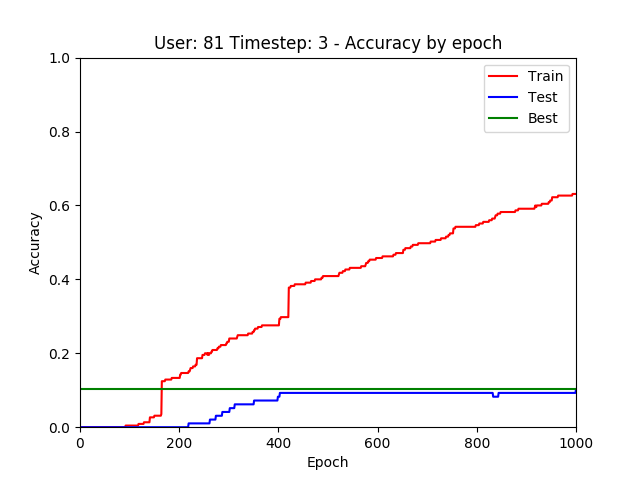 User: 81 Timestep: 3 - Accuracy by epoch
1.0
0.8
0.6
0.4
0.2
0.0
Accuracy
Train
Test
Best
0 200 400 600 800 1000
Epoch